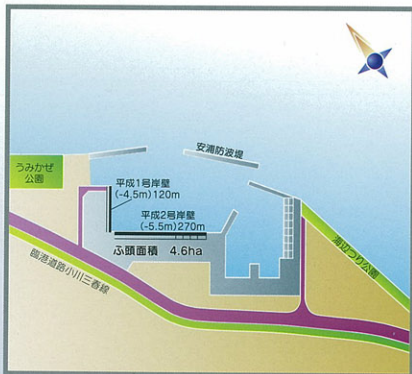 安浦防波堤
うみかぜ
公園
平成1号岸壁
(-4.5m)120m
平成2号岸壁
(-5.5m)270m
ふ頭面積 4.6ha
海辺つり公園
臨港道路小川三春線